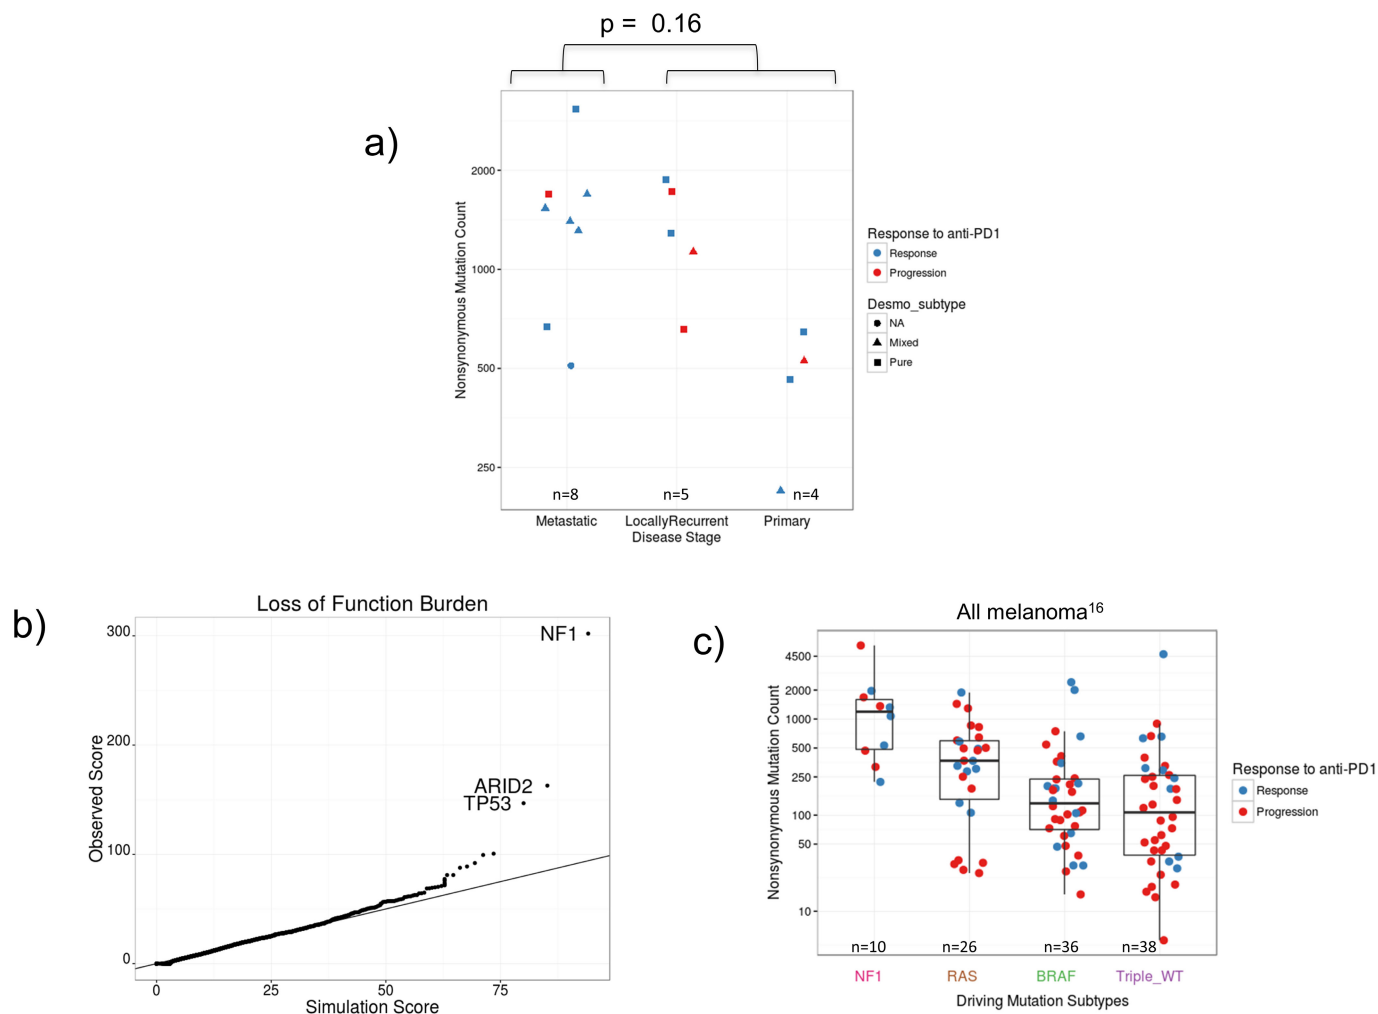 p = 0.16
a)
2000
1000
500
250
Nonsynonymous Mutation Count
n=8
n=5
n=4
Metastatic
LocallyRecurrent
Primary
Disease Stage
Response to anti-PD1
Response
Progression
Desmo_subtype
NA
Mixed
Pure
b)
Loss of Function Burden
300
200
100
0
Observed Score
NF1
ARID2
TP53
0
25
50
75
Simulation Score
c)
All melanoma16
4500
2000
1000
500
250
100
50
10
Nonsynonymous Mutation Count
n=10
n=26
n=36
n=38
NF1
RAS
BRAF
Triple_WT
Driving Mutation Subtypes
Response to anti-PD1
Response
Progression